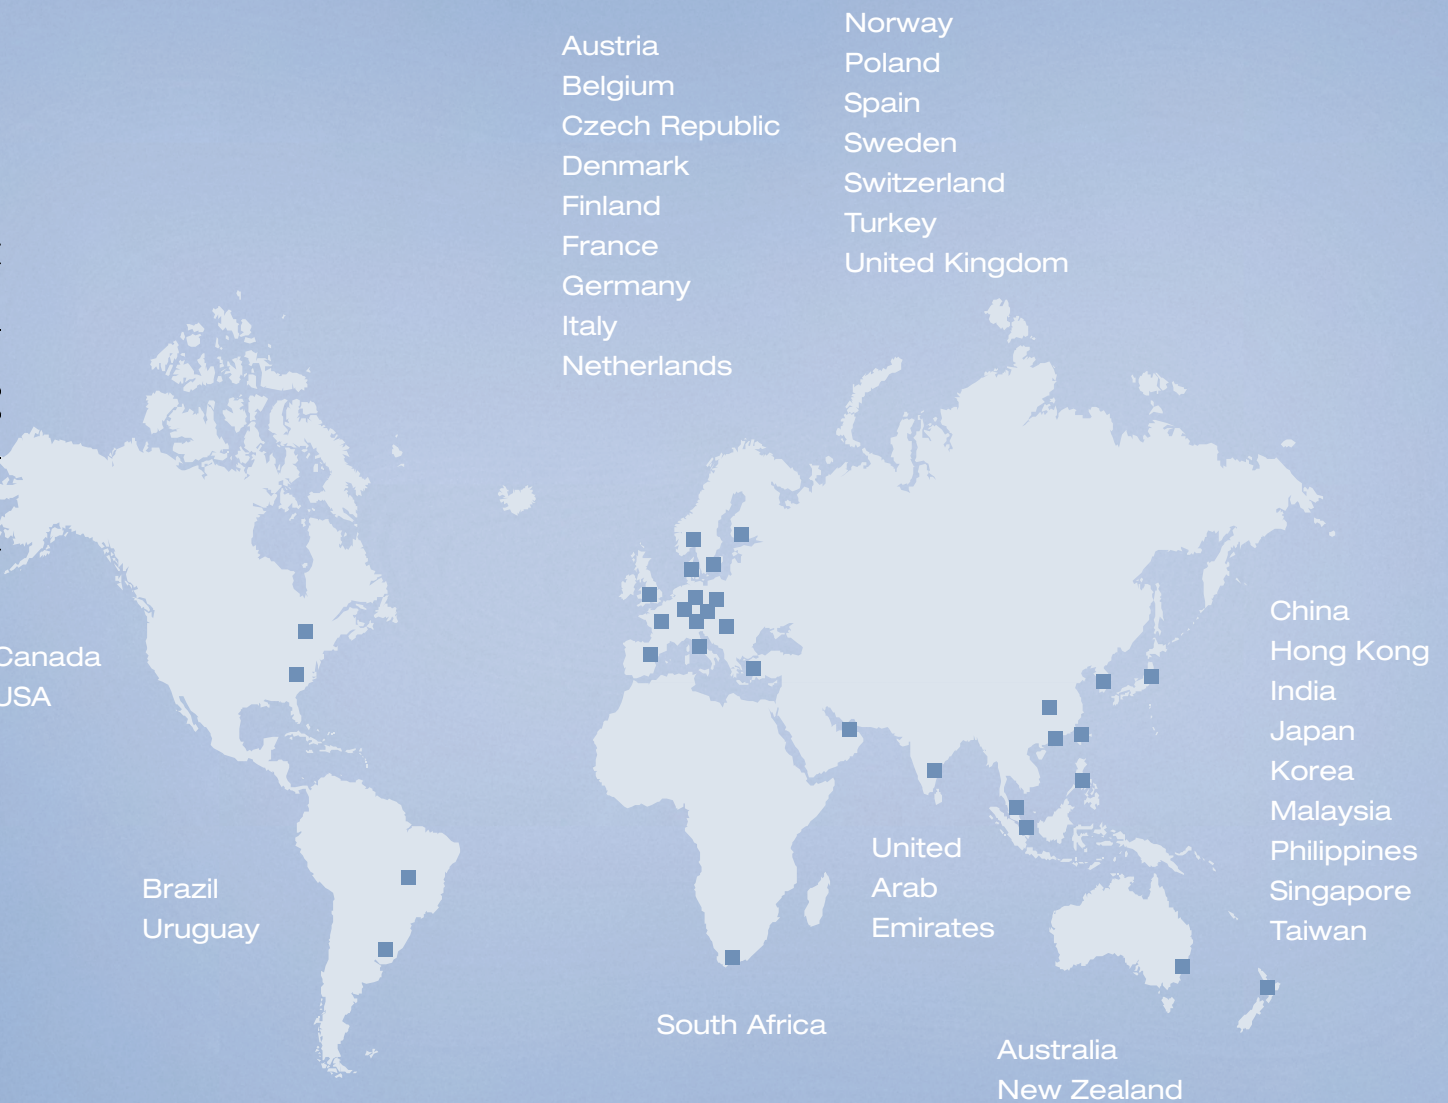 Austria
Belgium
Czech Republic
Denmark
Finland
France
Germany
Italy
Netherlands
Norway
Poland
Spain
Sweden
Switzerland
Turkey
United Kingdom
Canada
USA
Brazil
Uruguay
South Africa
United
Arab
Emirates
China
Hong Kong
India
Japan
Korea
Malaysia
Philippines
Singapore
Taiwan
Australia
New Zealand